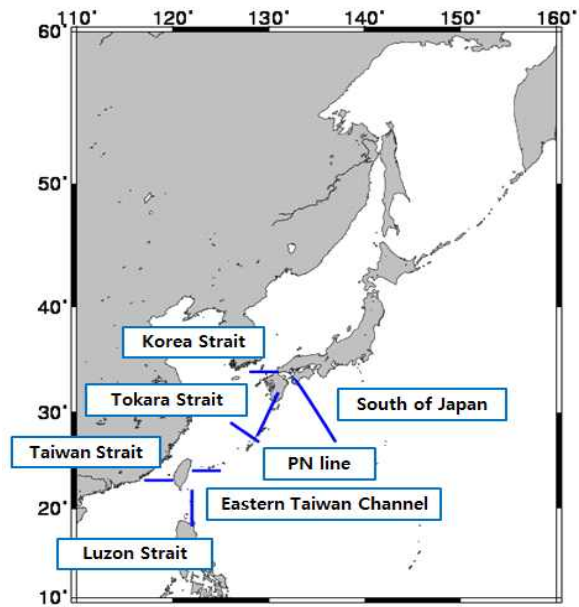 110° 120° 130° 140° 150° 160°
60°
50°
40°
Korea Strait
Tokara Strait
South of Japan
30°
Taiwan Strait
PN line
Eastern Taiwan Channel
20°
Luzon Strait
10°